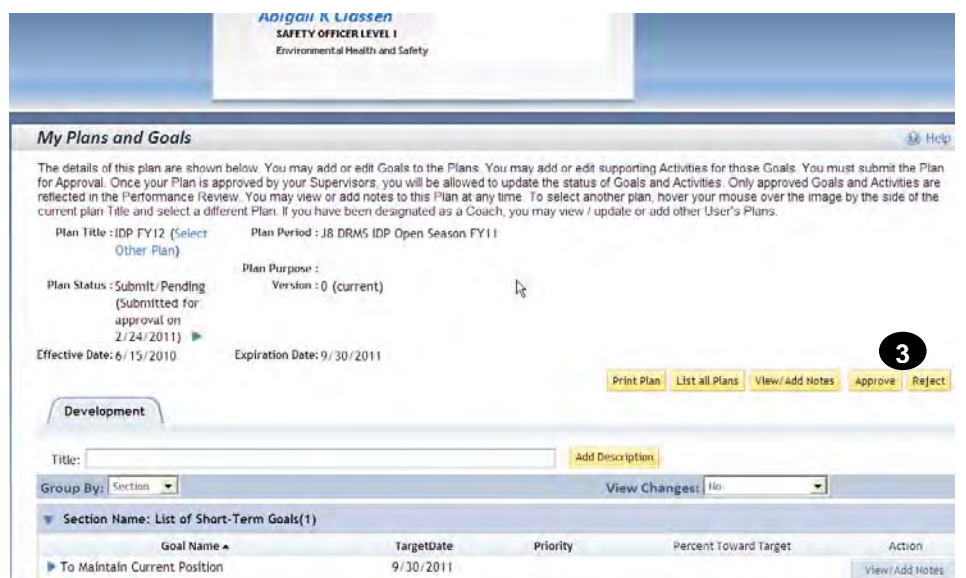 Abigail K Classen
SAFETY OFFICER LEVEL I
Environmental Health and Safety
My Plans and Goals
Help
The details of this plan are shown below. You may add or edit Goals to the Plans. You may add or edit supporting Activities for those Goals. You must submit the Plan
for Approval. Once your Plan is approved by your Supervisors, you will be allowed to update the status of Goals and Activities. Only approved Goals and Activities are
reflected in the Performance Review. You may view or add notes to this Plan at any time. To select another plan, hover your mouse over the image by the side of the
current plan Title and select a different Plan. If you have been designated as a Coach, you may view / update or add other User's Plans.
Plan Title : IDP FY12 (Select Plan Period : J8 DRMS IDP Open Season FY11
Other Plan)
Plan Purpose :
Plan Status : Submit/Pending Version : 0 (current)
(Submitted for
approval on
2/24/2011)
Effective Date: 6/15/2010 Expiration Date: 9/30/2011
3
Print Plan List all Plans View/Add Notes Approve Reject
Development
Title: Add Description
Group By: Section View Changes: No
Section Name: List of Short-Term Goals(1)
Goal Name TargetDate Priority Percent Toward Target Action
To Maintain Current Position 9/30/2011 View/Add Notes